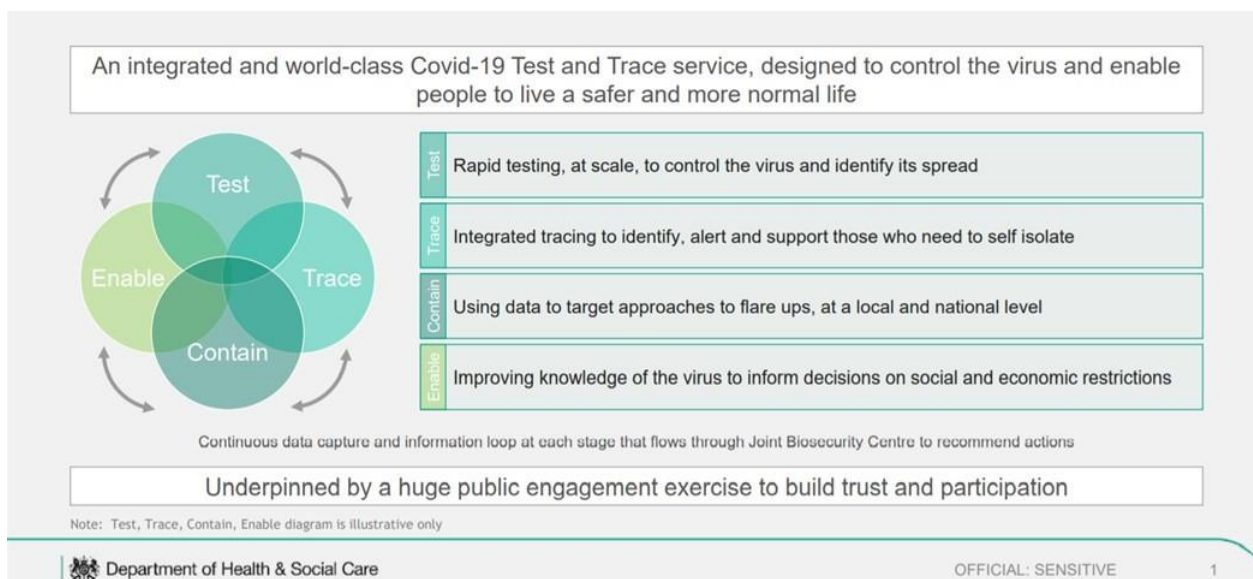 An integrated and world-class Covid-19 Test and Trace service, designed to control the virus and enable
people to live a safer and more normal life
Test
Enable
Trace
Contain
Test
Rapid testing, at scale, to control the virus and identify its spread
Trace
Integrated tracing to identify, alert and support those who need to self isolate
Contain
Using data to target approaches to flare ups, at a local and national level
Enable
Improving knowledge of the virus to inform decisions on social and economic restrictions
Continuous data capture and information loop at each stage that flows through Joint Biosecurity Centre to recommend actions
Underpinned by a huge public engagement exercise to build trust and participation
Note: Test, Trace, Contain, Enable diagram is illustrative only
Department of Health & Social Care
OFFICIAL: SENSITIVE
1